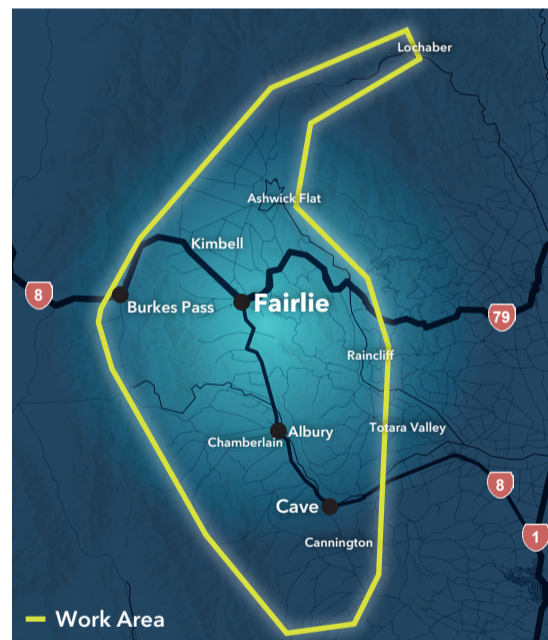 Lochaber
Ashwick Flat
Kimbell
8
Burkes Pass
Fairlie
79
Raincliff
Albury
Totara Valley
Chamberlain
8
Cave
1
Cannington
Work Area